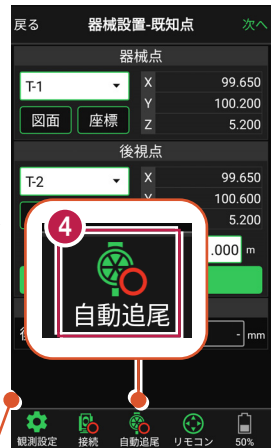 戻る 器械設置-既知点 次へ
器械点
T-1 X 99.650
Y 100.200
図面 座標 Z 5.200
後視点
T-2 X 99.650
100.600
5.200
4
.000 m
自動追尾
- mm
観測設定 接続 自動追尾 リモコン 50%